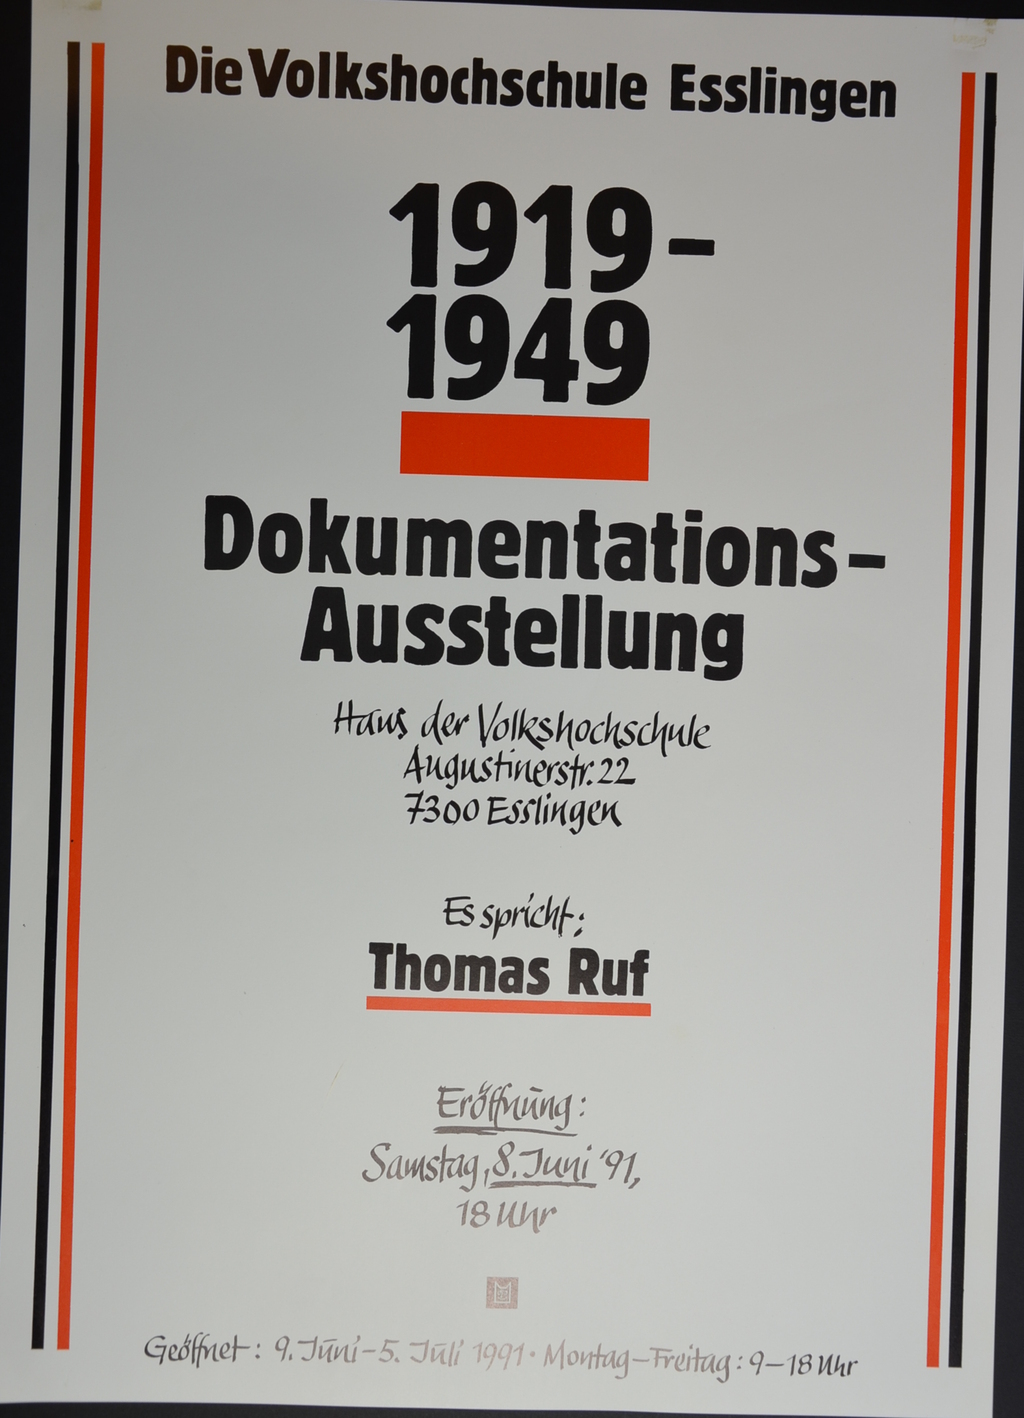 Die Volkshochschule Esslingen
1919-
1949
Dokumentations-
Ausstellung
Haus der Volkshochschule
Augustinerstr. 22
7300 Esslingen
Es spricht:
Thomas Ruf
Eröffnung:
Samstag, 8. Juni '91,
18 Uhr
Geöffnet: 9. Juni-5. Juli 1991 · Montag-Freitag: 9-18 Uhr